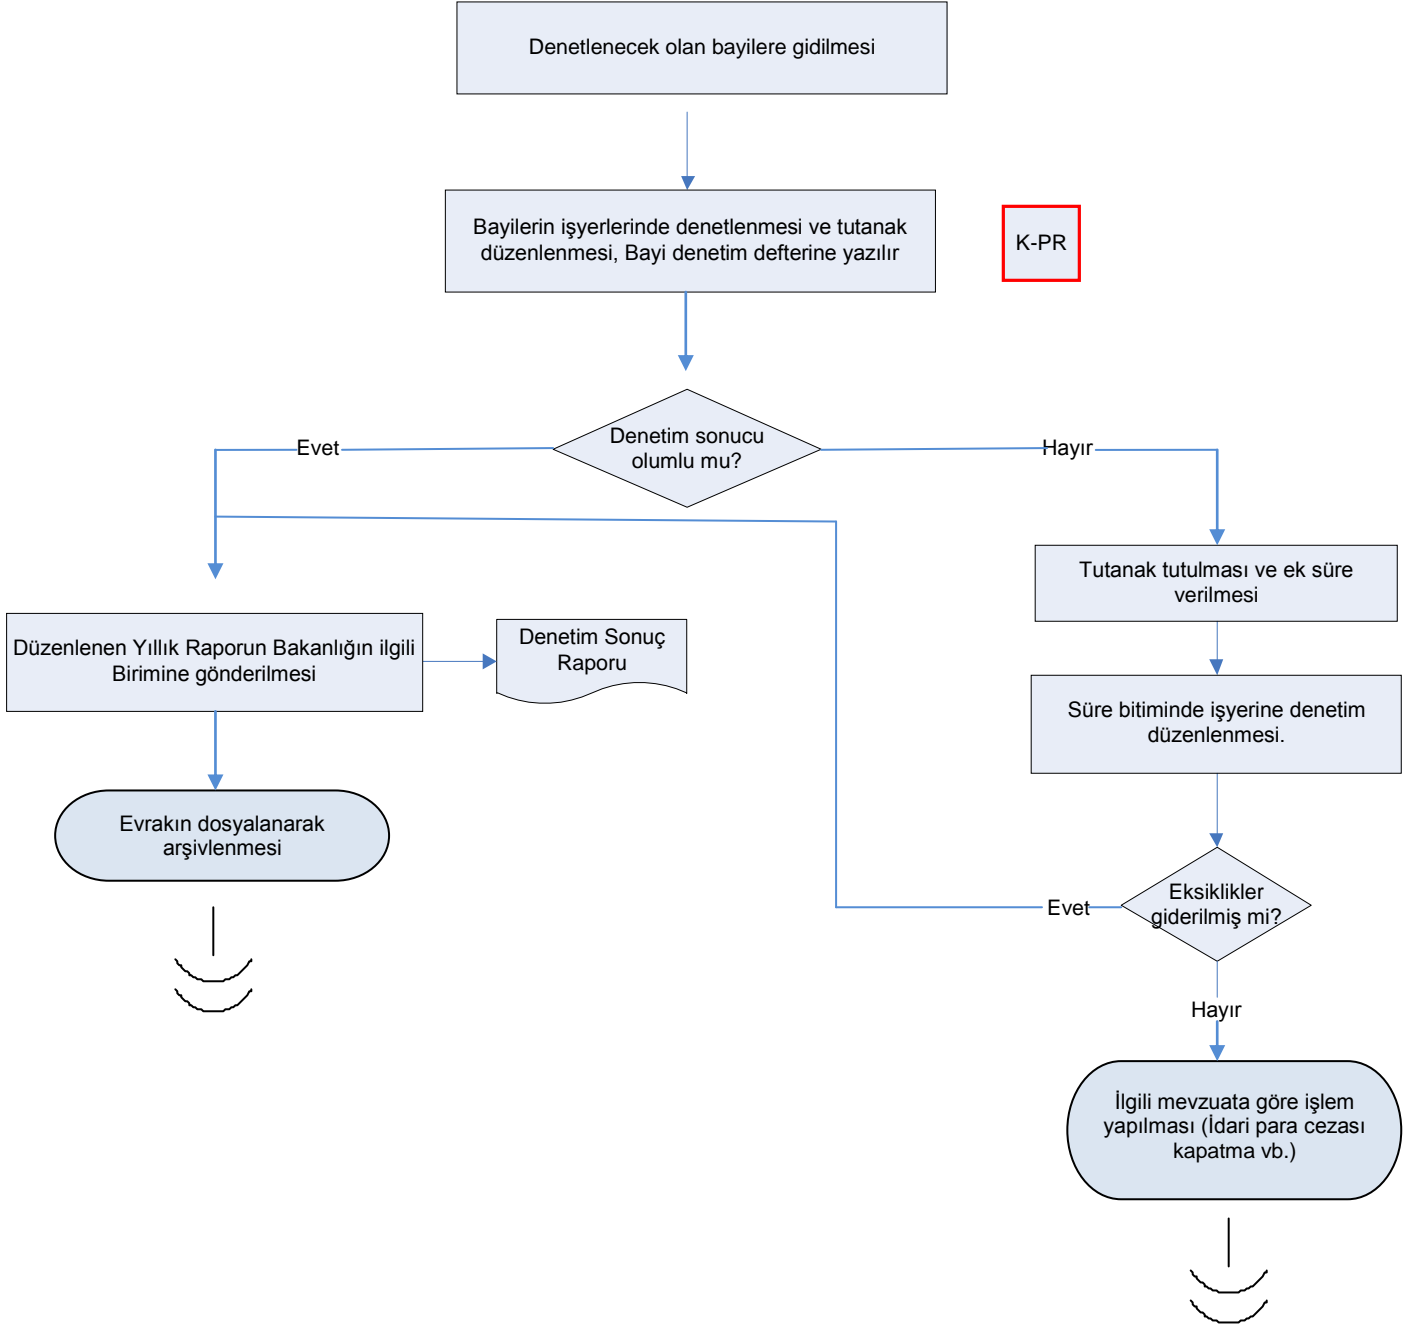 Denetlenecek olan bayilere gidilmesi
Bayilerin işyerlerinde denetlenmesi ve tutanak
düzenlenmesi, Bayi denetim defterine yazılır
K-PR
Denetim sonucu
olumlu mu?
Evet
Hayır
Tutanak tutulması ve ek süre
verilmesi
Düzenlenen Yıllık Raporun Bakanlığın ilgili
Birimine gönderilmesi
Denetim Sonuç
Raporu
Süre bitiminde işyerine denetim
düzenlenmesi.
Evrakın dosyalanarak
arşivlenmesi
Eksiklikler
giderilmiş mi?
Evet
Hayır
İlgili mevzuata göre işlem
yapılması (İdari para cezası
kapatma vb.)